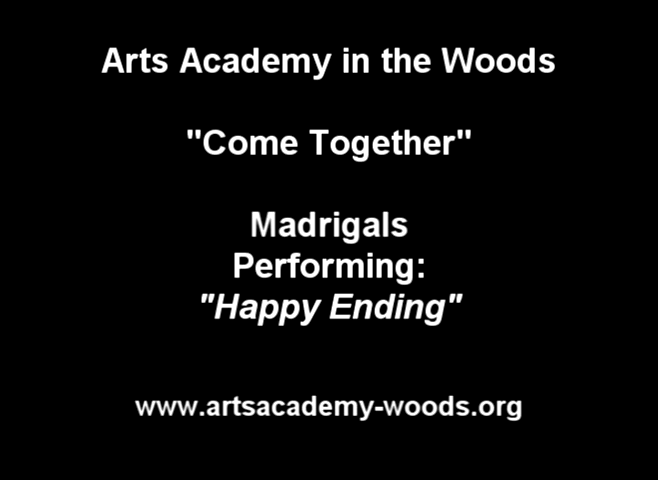 Arts Academy in the Woods
"Come Together"
Madrigals
Performing:
"Happy Ending"
www.artsacademy-woods.org